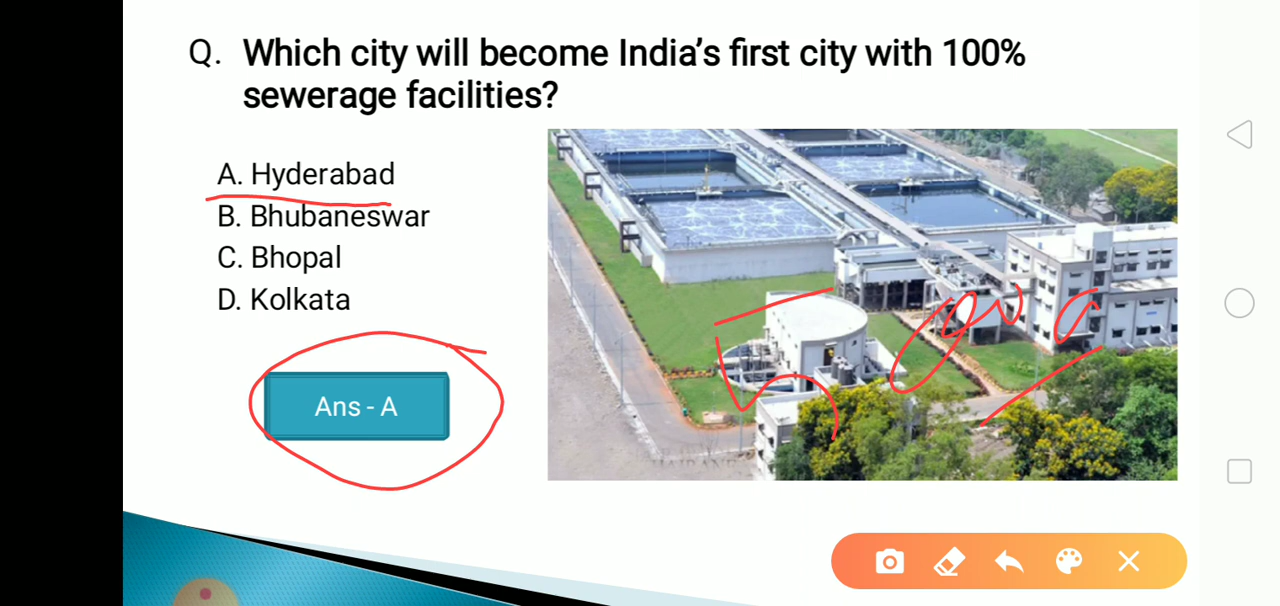 Q. Which city will become India's first city with 100%
sewerage facilities?
A. Hyderabad
B. Bhubaneswar
C. Bhopal
D. Kolkata
Ans - A